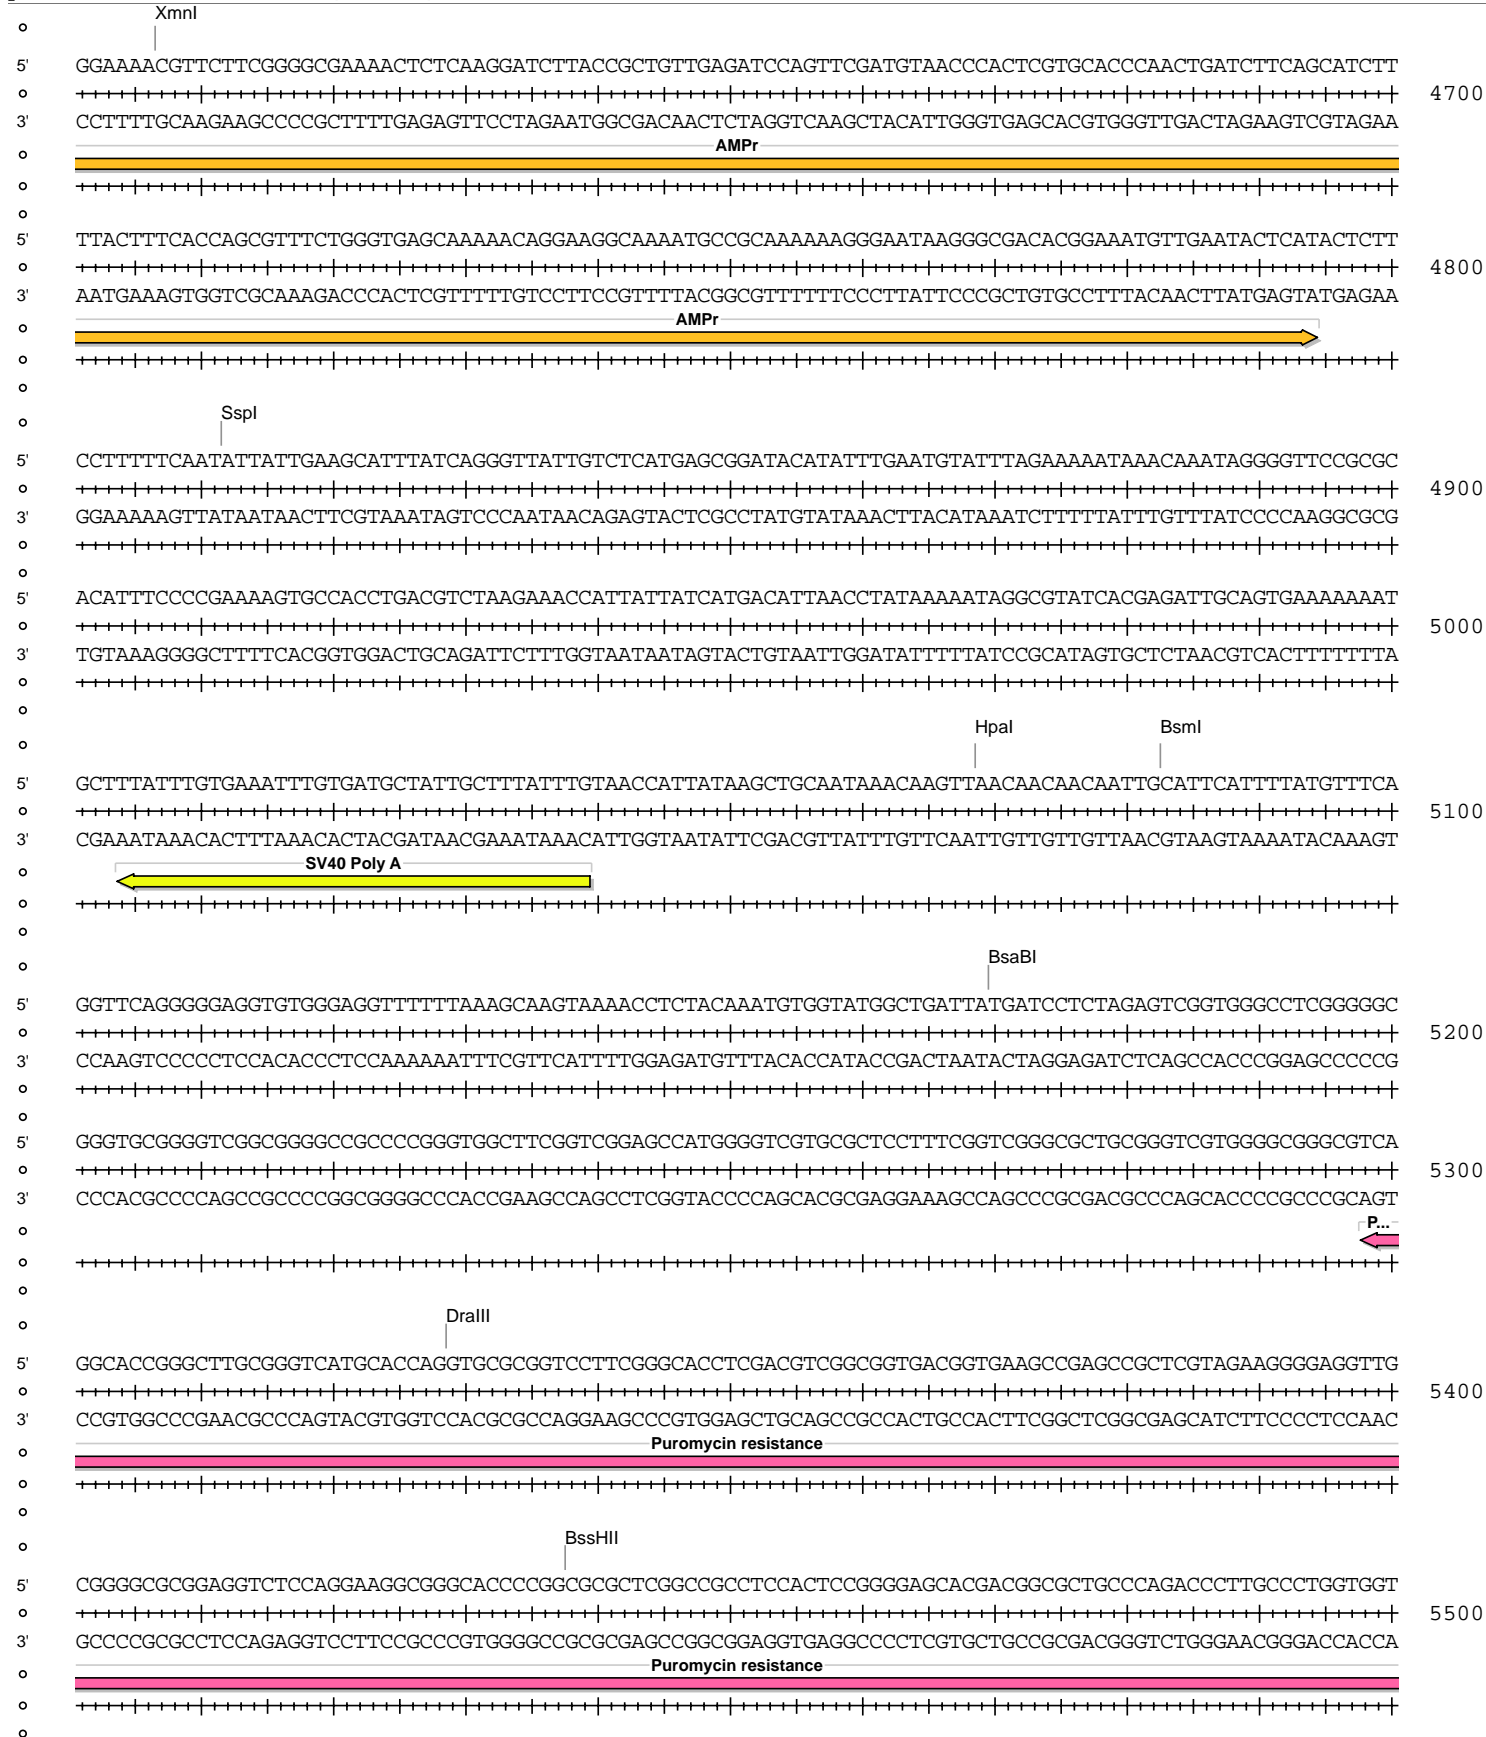 XmnI
5' GGAAAACGTTCTTCGGGGCGAAAACTCTCAAGGATCTTACCGCTGTTGAGATCCAGTTCGATGTAACCCACTCGTGCACCCAACTGATCTTCAGCATCTT
4700
3' CCTTTTGCAAGAAGCCCCGCTTTTGAGAGTTCCTAGAATGGCGACAACTCTAGGTCAAGCTACATTGGGTGAGCACGTGGGTTGACTAGAAGTCGTAGAA
AMPr
5' TTACTTTCACCAGCGTTTCTGGGTGAGCAAAAACAGGAAGGCAAAATGCCGCAAAAAAGGGAATAAGGGCGACACGGAAATGTTGAATACTCATACTCTT
4800
3' AATGAAAGTGGTCGCAAAGACCCACTCGTTTTTGTCCTTCCGTTTTACGGCGTTTTTTCCCTTATTCCCGCTGTGCCTTTACAACTTATGAGTATGAGAA
AMPr
SspI
5' CCTTTTTCAATATTATTGAAGCATTTATCAGGGTTATTGTCTCATGAGCGGATACATATTTGAATGTATTTAGAAAAATAAACAAATAGGGGTTCCGCGC
4900
3' GGAAAAAGTTATAATAACTTCGTAAATAGTCCCAATAACAGAGTACTCGCCTATGTATAAACTTACATAAATCTTTTTATTTGTTTATCCCCAAGGCGCG
5' ACATTTCCCCGAAAAGTGCCACCTGACGTCTAAGAAACCATTATTATCATGACATTAACCTATAAAAATAGGCGTATCACGAGATTGCAGTGAAAAAAAT
5000
3' TGTAAAGGGGCTTTTCACGGTGGACTGCAGATTCTTTGGTAATAATAGTACTGTAATTGGATATTTTTATCCGCATAGTGCTCTAACGTCACTTTTTTTA
HpaI BsmI
5' GCTTTATTTGTGAAATTTGTGATGCTATTGCTTTATTTGTAACCATTATAAGCTGCAATAAACAAGTTAACAACAACAATTGCATTCATTTTATGTTTCA
5100
3' CGAAATAAACACTTTAAACACTACGATAACGAAATAAACATTGGTAATATTCGACGTTATTTGTTCAATTGTTGTTGTTAACGTAAGTAAAATACAAAGT
SV40 Poly A
BsaBI
5' GGTTCAGGGGGAGGTGTGGGAGGTTTTTTAAAGCAAGTAAAACCTCTACAAATGTGGTATGGCTGATTATGATCCTCTAGAGTCGGTGGGCCTCGGGGGC
5200
3' CCAAGTCCCCCTCCACACCCTCCAAAAAATTTCGTTCATTTTGGAGATGTTTACACCATACCGACTAATACTAGGAGATCTCAGCCACCCGGAGCCCCCG
5' GGGTGCGGGGTCGGCGGGGCCGCCCCGGGTGGCTTCGGTCGGAGCCATGGGGTCGTGCGCTCCTTTCGGTCGGGCGCTGCGGGTCGTGGGGCGGGCGTCA
5300
3' CCCACGCCCCAGCCGCCCCGGCGGGGCCCACCGAAGCCAGCCTCGGTACCCCAGCACGCGAGGAAAGCCAGCCCGCGACGCCCAGCACCCCGCCCGCAGT
P...
DraIII
5' GGCACCGGGCTTGCGGGTCATGCACCAGGTGCGCGGTCCTTCGGGCACCTCGACGTCGGCGGTGACGGTGAAGCCGAGCCGCTCGTAGAAGGGGAGGTTG
5400
3' CCGTGGCCCGAACGCCCAGTACGTGGTCCACGCGCCAGGAAGCCCGTGGAGCTGCAGCCGCCACTGCCACTTCGGCTCGGCGAGCATCTTCCCCTCCAAC
Puromycin resistance
BssHII
5' CGGGGCGCGGAGGTCTCCAGGAAGGCGGGCACCCCGGCGCGCTCGGCCGCCTCCACTCCGGGGAGCACGACGGCGCTGCCCAGACCCTTGCCCTGGTGGT
5500
3' GCCCCGCGCCTCCAGAGGTCCTTCCGCCCGTGGGGCCGCGCGAGCCGGCGGAGGTGAGGCCCCTCGTGCTGCCGCGACGGGTCTGGGAACGGGACCACCA
Puromycin resistance